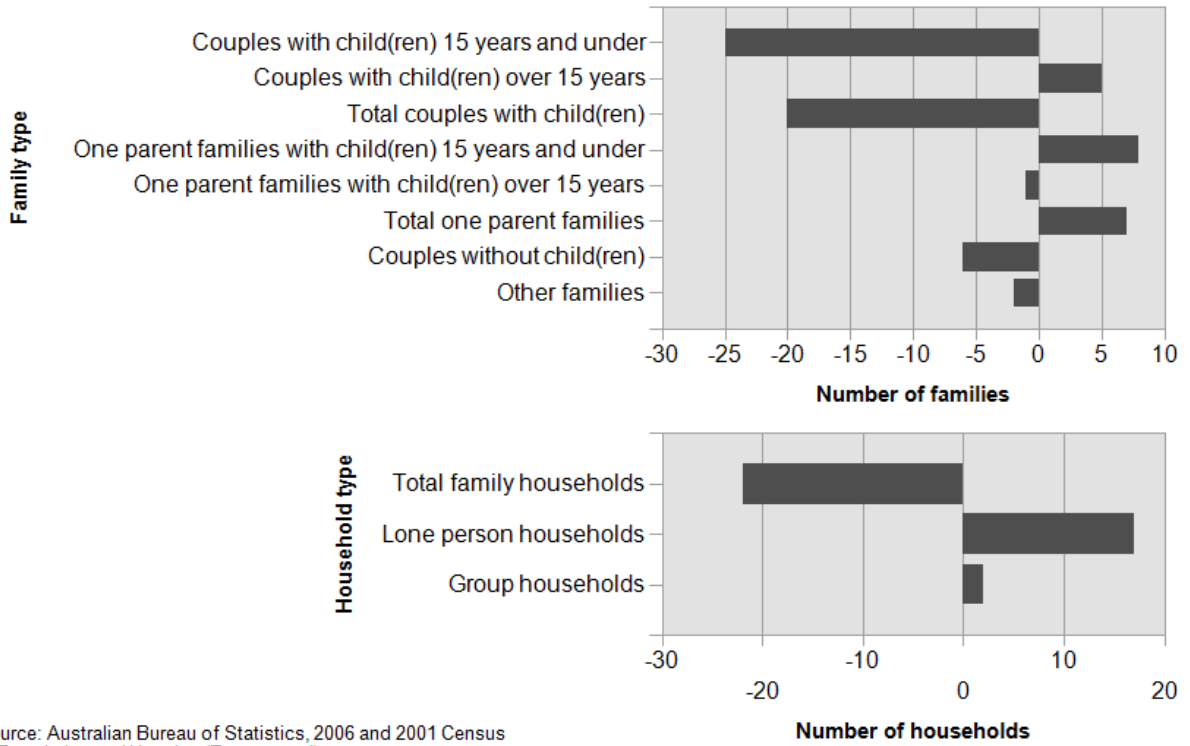 Family type
Couples with child(ren) 15 years and under
Couples with child(ren) over 15 years
Total couples with child(ren)
One parent families with child(ren) 15 years and under
One parent families with child(ren) over 15 years
Total one parent families
Couples without child(ren)
Other families
-30 -25 -20 -15 -10 -5 0 5 10
Number of families
Household type
Total family households
Lone person households
Group households
-30 -10 10
-20 0 20
Number of households
urce: Australian Bureau of Statistics, 2006 and 2001 Census